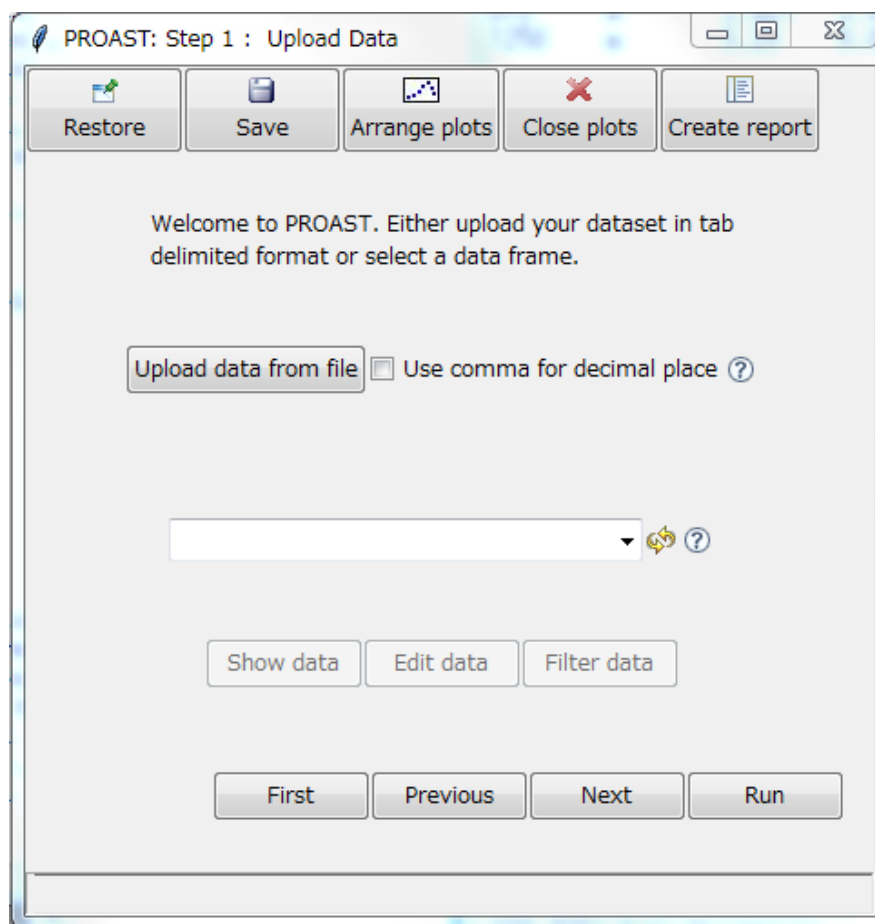 PROAST: Step 1 : Upload Data
Restore Save Arrange plots Close plots Create report
Welcome to PROAST. Either upload your dataset in tab
delimited format or select a data frame.
Upload data from file Use comma for decimal place ?
?
Show data Edit data Filter data
First Previous Next Run